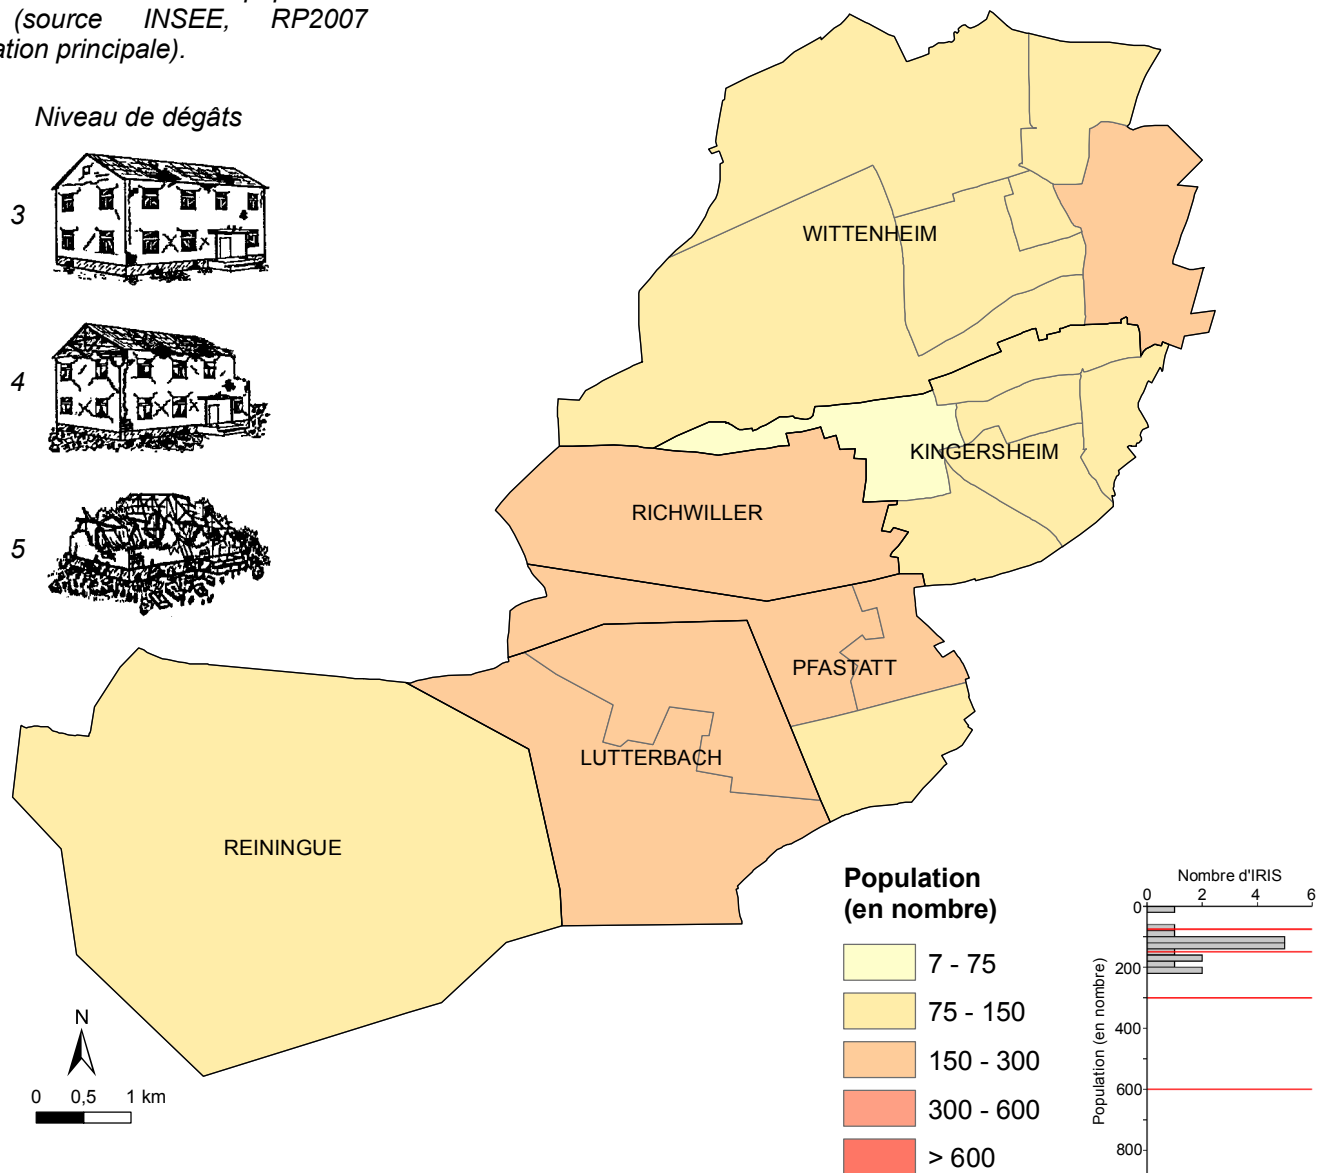 (source INSEE, RP2007
ation principale).
Niveau de dégâts
3
4
5
WITTENHEIM
KINGERSHEIM
RICHWILLER
PFASTATT
LUTTERBACH
REININGUE
N
0 0,5 1 km
Population
(en nombre)
7 - 75
75 - 150
150 - 300
300 - 600
> 600
Nombre d'IRIS
0 2 4 6
0
200
400
600
800
Population (en nombre)